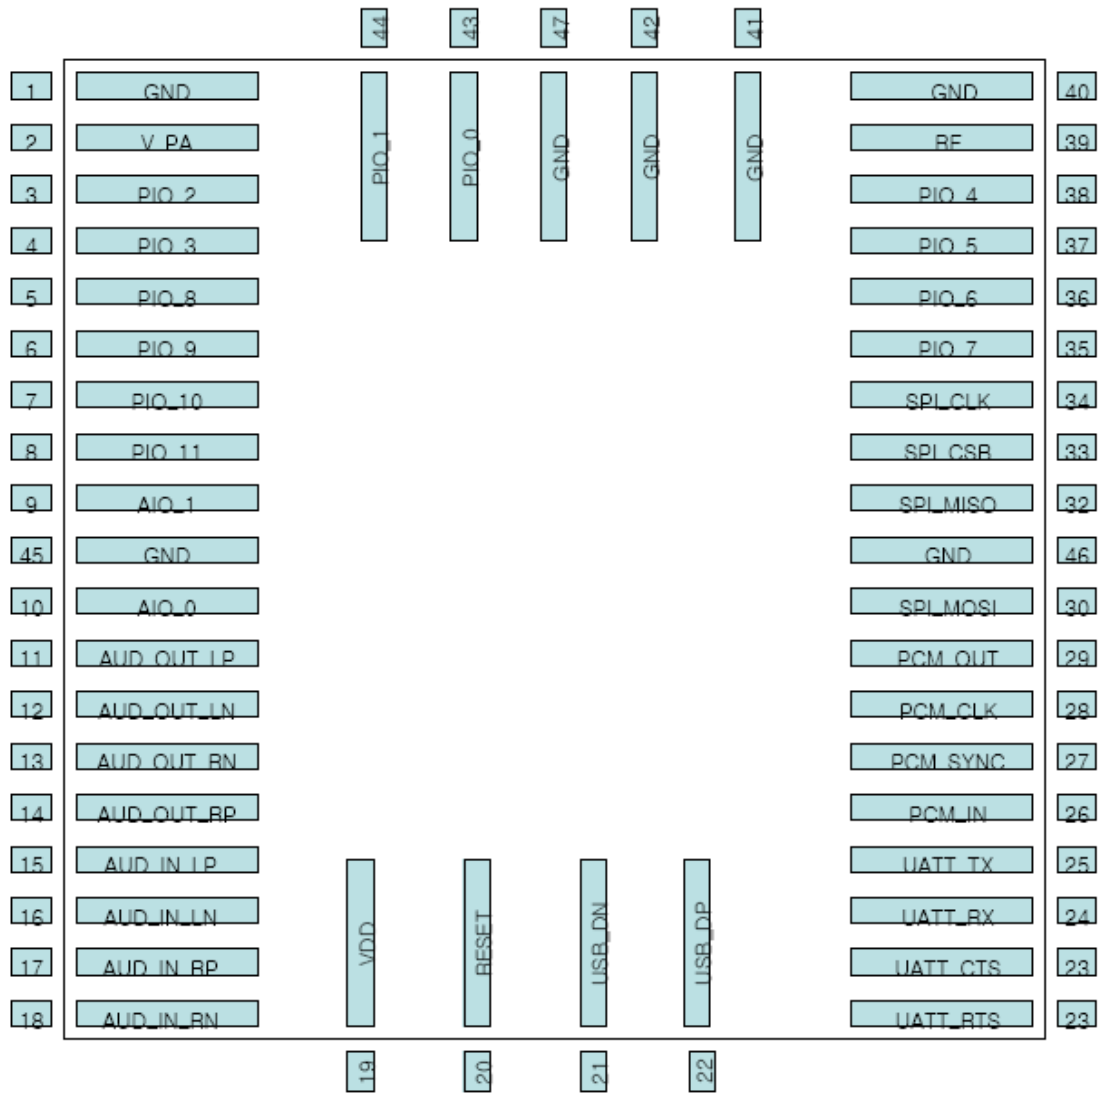 44 43 47 42 41
PIO_1 PIO_0 GND GND GND
1 GND GND 40
2 V_PA RF 39
3 PIO_2 PIO_4 38
4 PIO_3 PIO_5 37
5 PIO_8 PIO_6 36
6 PIO_9 PIO_7 35
7 PIO_10 SPI_CLK 34
8 PIO_11 SPI_CSB 33
9 AIO_1 SPI_MISO 32
45 GND GND 46
10 AIO_0 SPI_MOSI 30
11 AUD_OUT_LP PCM_OUT 29
12 AUD_OUT_LN PCM_CLK 28
13 AUD_OUT_RN PCM_SYNC 27
14 AUD_OUT_RP PCM_IN 26
15 AUD_IN_LP UATT_TX 25
16 AUD_IN_LN UATT_RX 24
17 AUD_IN_RP UATT_CTS 23
18 AUD_IN_RN UATT_RTS 23
VDD RESET USB_DN USB_DP
19 20 21 22